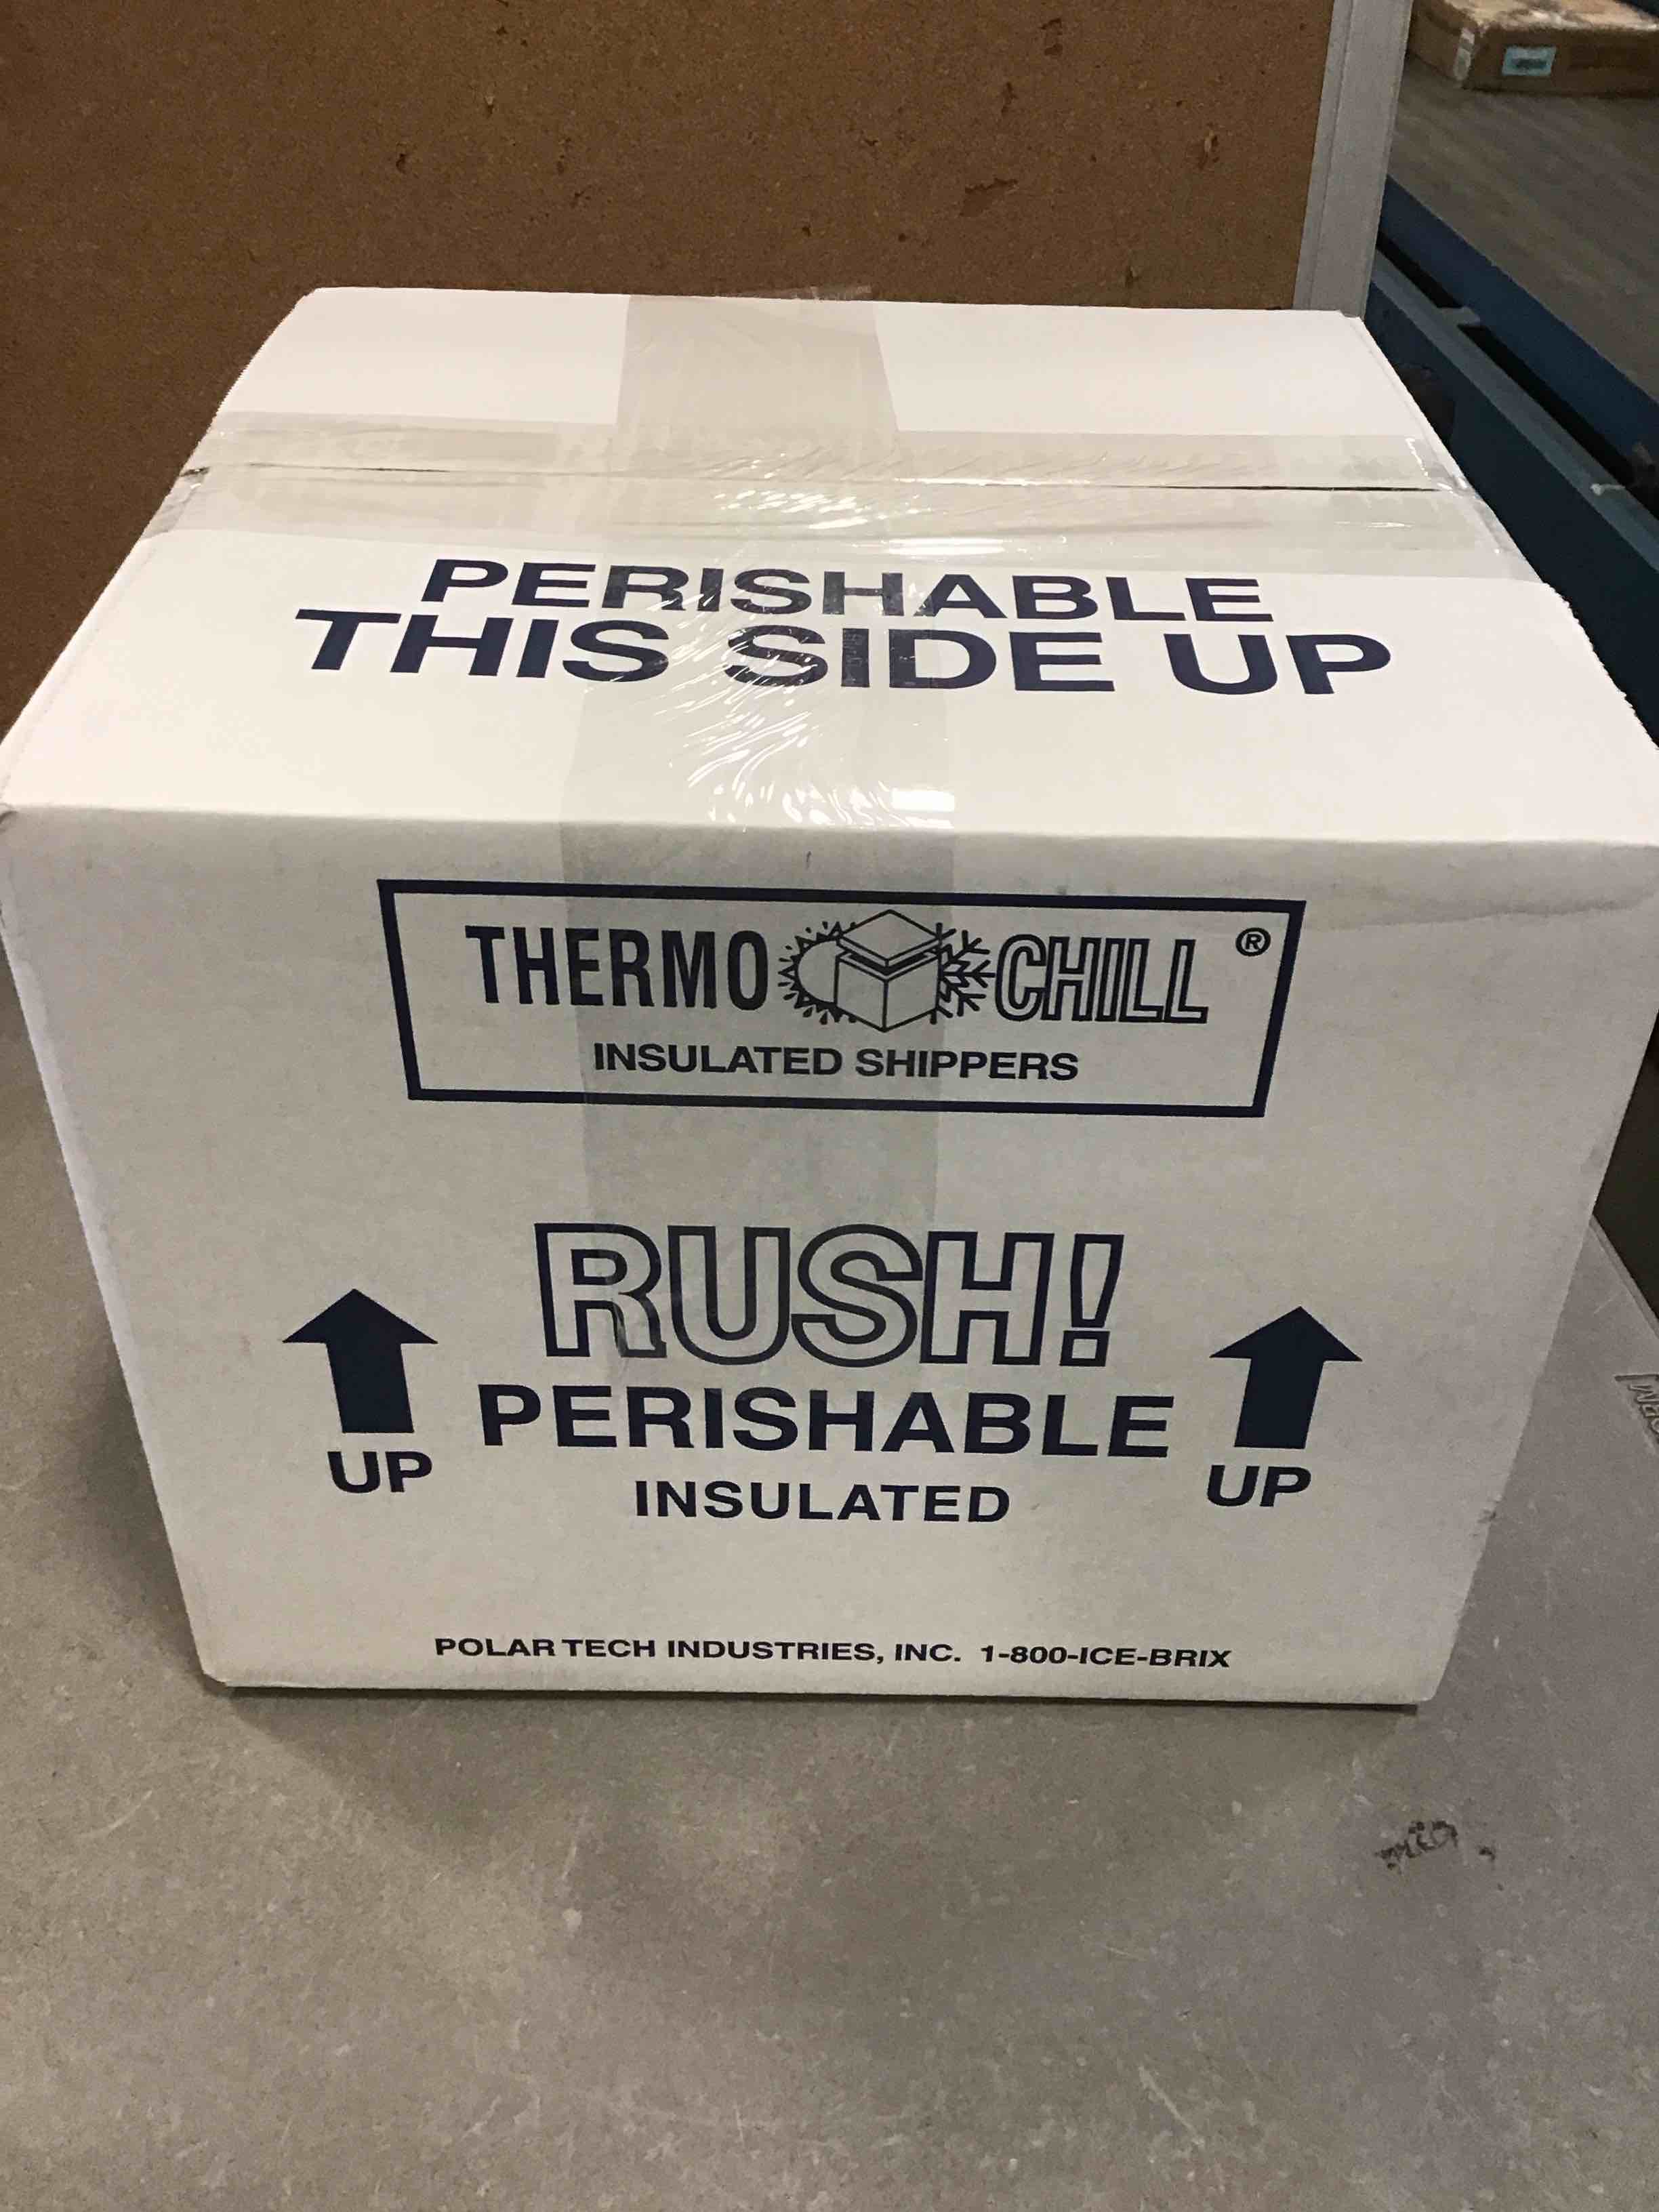 PERISHABLE
THIS SIDE UP
THERMO CHILL ®
INSULATED SHIPPERS
RUSH!
PERISHABLE
INSULATED
UP
UP
POLAR TECH INDUSTRIES, INC. 1-800-ICE-BRIX